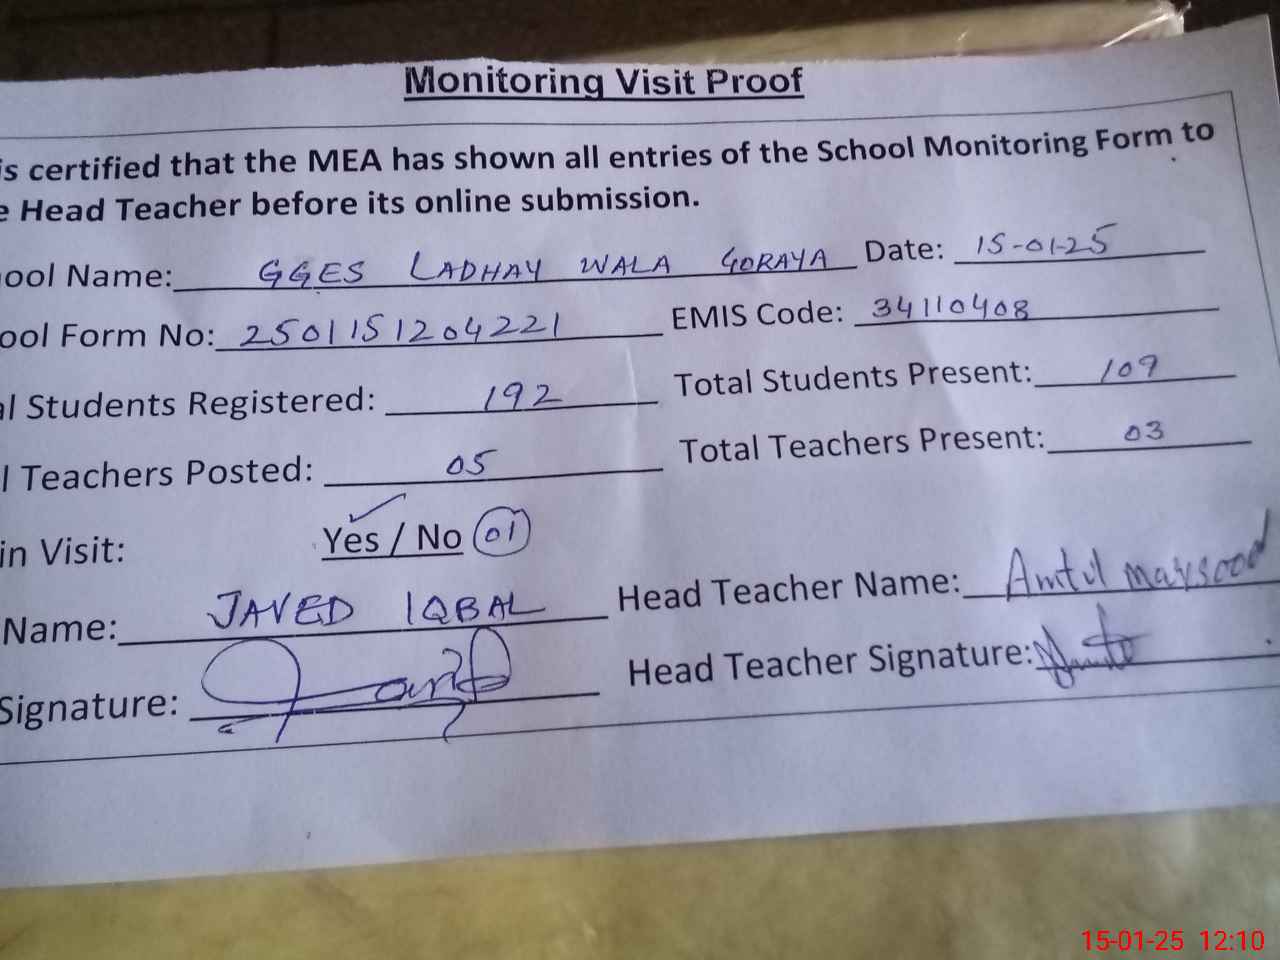 Monitoring Visit Proof
is certified that the MEA has shown all entries of the School Monitoring Form to
e Head Teacher before its online submission.
ool Name: GGES LADHAY WALA GORAYA Date: 15-01-25
ool Form No: 2501151204221 EMIS Code: 34110408
al Students Registered: 192 Total Students Present: 109
l Teachers Posted: 05 Total Teachers Present: 03
in Visit: Yes / No 01
Name: JAVED IQBAL Head Teacher Name: Amtul maqsood
Signature: Head Teacher Signature:
15-01-25 12:10